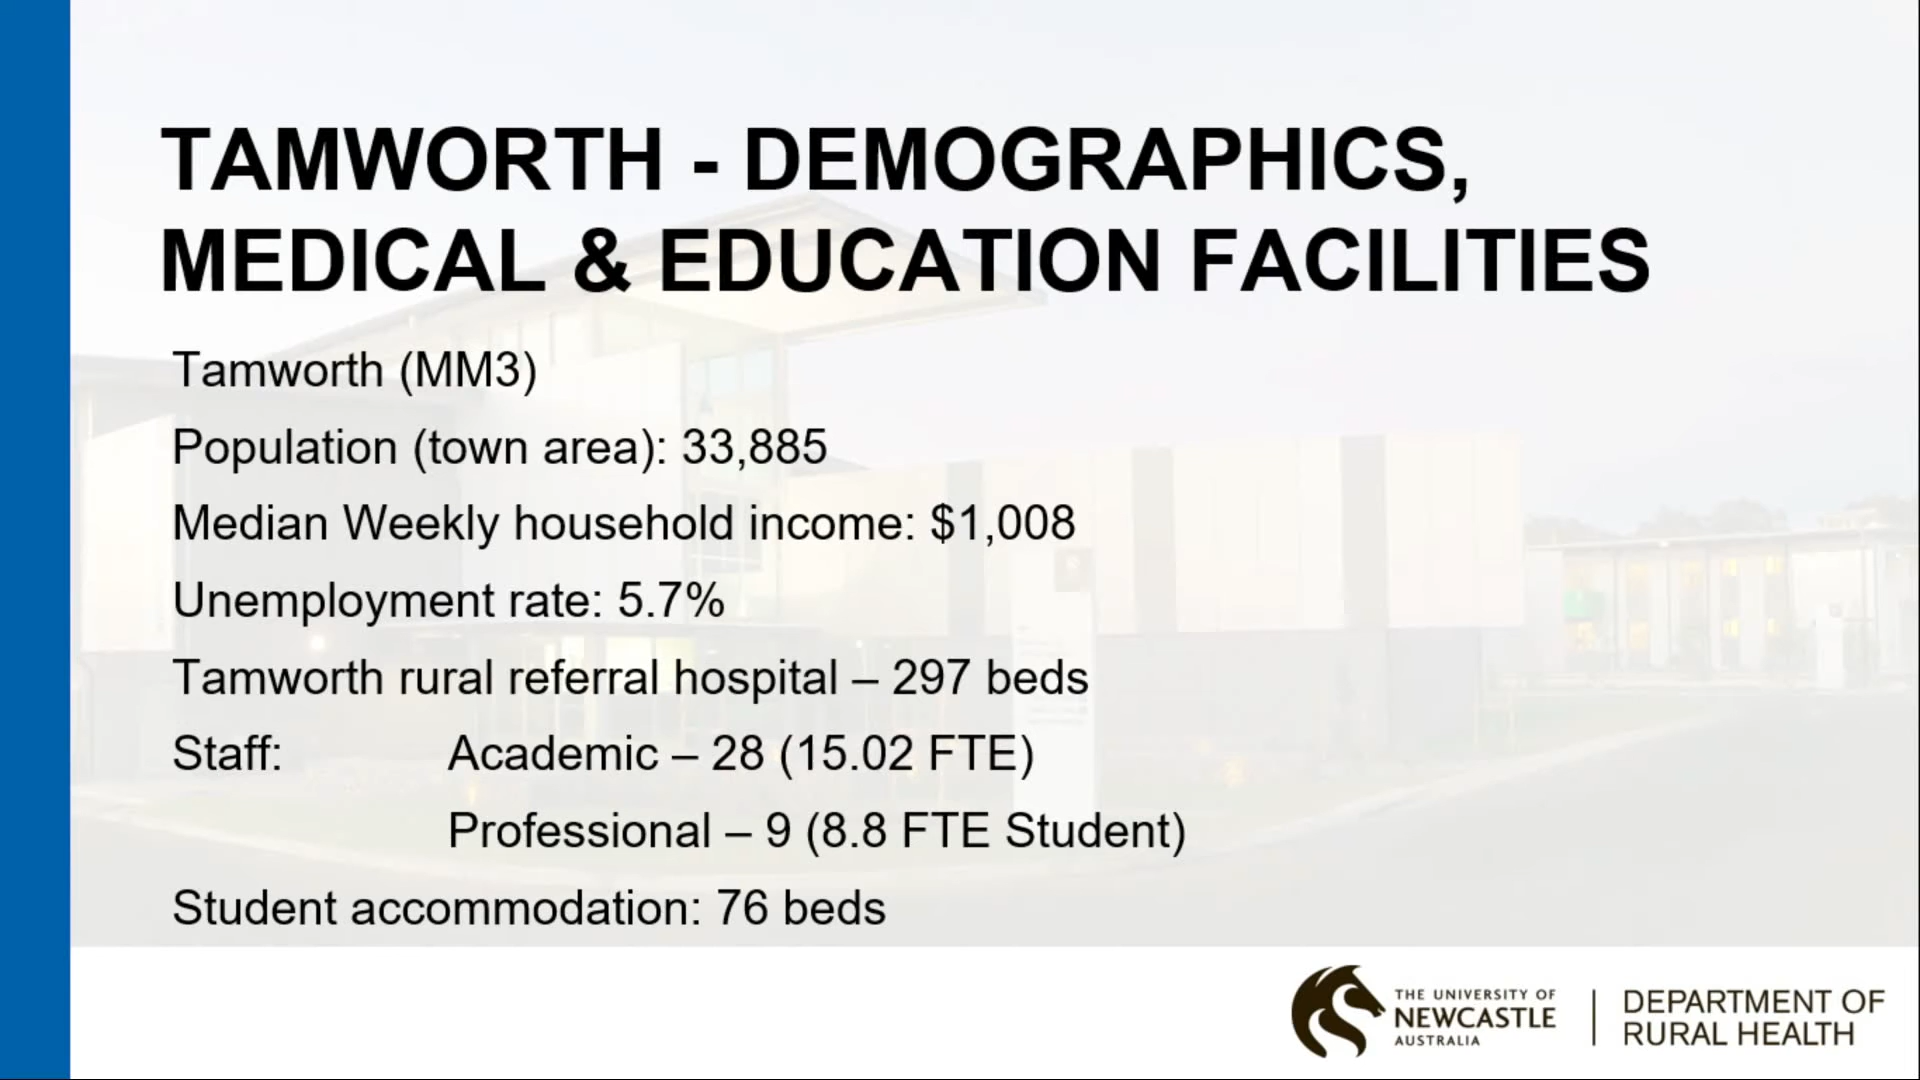 TAMWORTH - DEMOGRAPHICS,
MEDICAL & EDUCATION FACILITIES
Tamworth (MM3)
Population (town area): 33,885
Median Weekly household income: $1,008
Unemployment rate: 5.7%
Tamworth rural referral hospital – 297 beds
Staff: Academic – 28 (15.02 FTE)
Professional – 9 (8.8 FTE Student)
Student accommodation: 76 beds
THE UNIVERSITY OF
NEWCASTLE
AUSTRALIA
DEPARTMENT OF
RURAL HEALTH